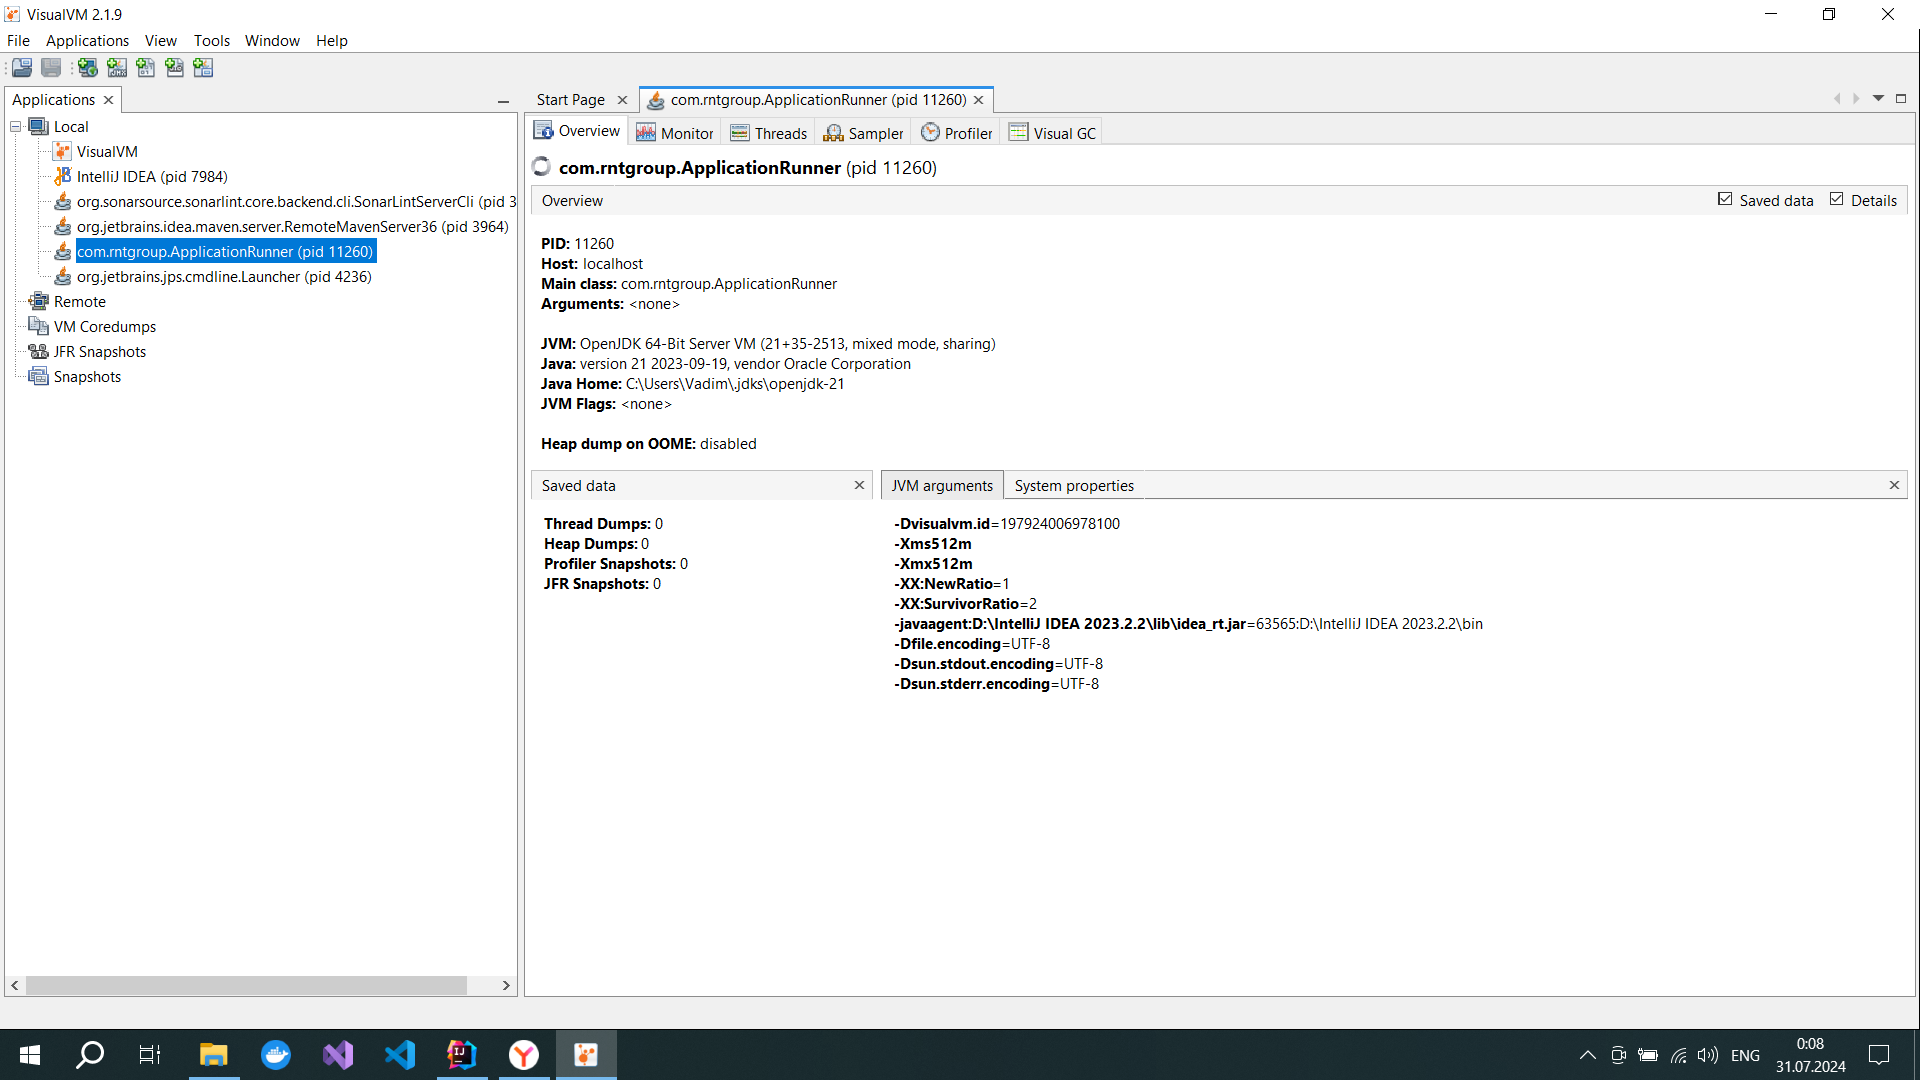 VisualVM 2.1.9
File Applications View Tools Window Help
Applications
Local
VisualVM
IntelliJ IDEA (pid 7984)
org.sonarsource.sonarlint.core.backend.cli.SonarLintServerCli (pid 3
org.jetbrains.idea.maven.server.RemoteMavenServer36 (pid 3964)
com.rntgroup.ApplicationRunner (pid 11260)
org.jetbrains.jps.cmdline.Launcher (pid 4236)
Remote
VM Coredumps
JFR Snapshots
Snapshots
Start Page com.rntgroup.ApplicationRunner (pid 11260)
Overview Monitor Threads Sampler Profiler Visual GC
com.rntgroup.ApplicationRunner (pid 11260)
Overview Saved data Details
PID: 11260
Host: localhost
Main class: com.rntgroup.ApplicationRunner
Arguments: <none>
JVM: OpenJDK 64-Bit Server VM (21+35-2513, mixed mode, sharing)
Java: version 21 2023-09-19, vendor Oracle Corporation
Java Home: C:\Users\Vadim\.jdks\openjdk-21
JVM Flags: <none>
Heap dump on OOME: disabled
Saved data
Thread Dumps: 0
Heap Dumps: 0
Profiler Snapshots: 0
JFR Snapshots: 0
JVM arguments System properties
-Dvisualvm.id=197924006978100
-Xms512m
-Xmx512m
-XX:NewRatio=1
-XX:SurvivorRatio=2
-javaagent:D:\IntelliJ IDEA 2023.2.2\lib\idea_rt.jar=63565:D:\IntelliJ IDEA 2023.2.2\bin
-Dfile.encoding=UTF-8
-Dsun.stdout.encoding=UTF-8
-Dsun.stderr.encoding=UTF-8
ENG
0:08
31.07.2024